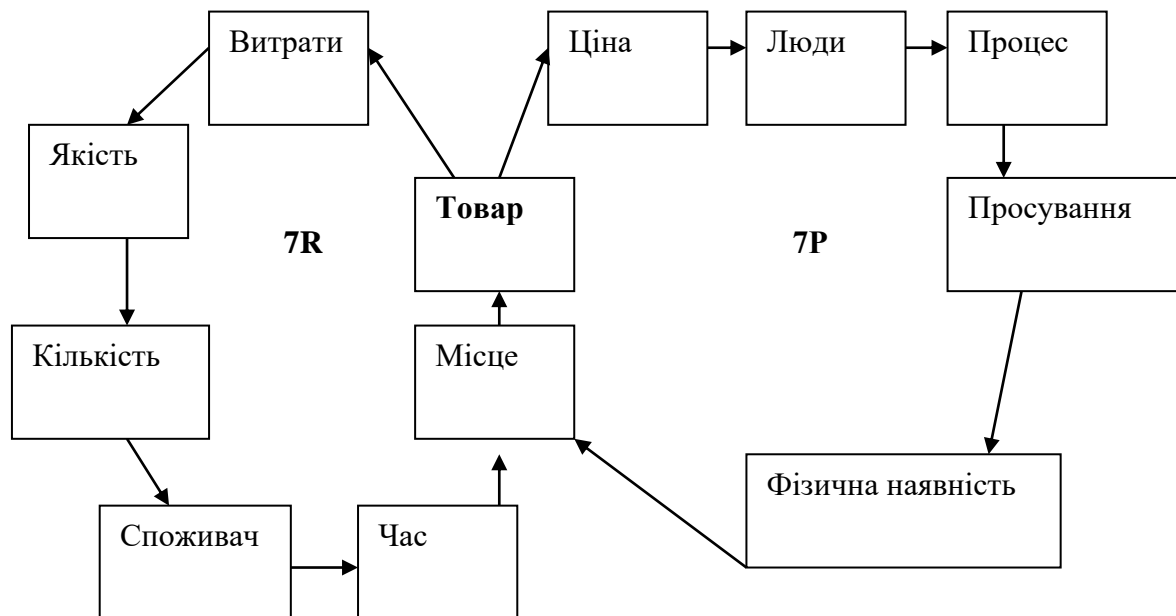 Витрати
Ціна
Люди
Процес
Якість
Товар
Просування
7R
7P
Кількість
Місце
Фізична наявність
Споживач
Час